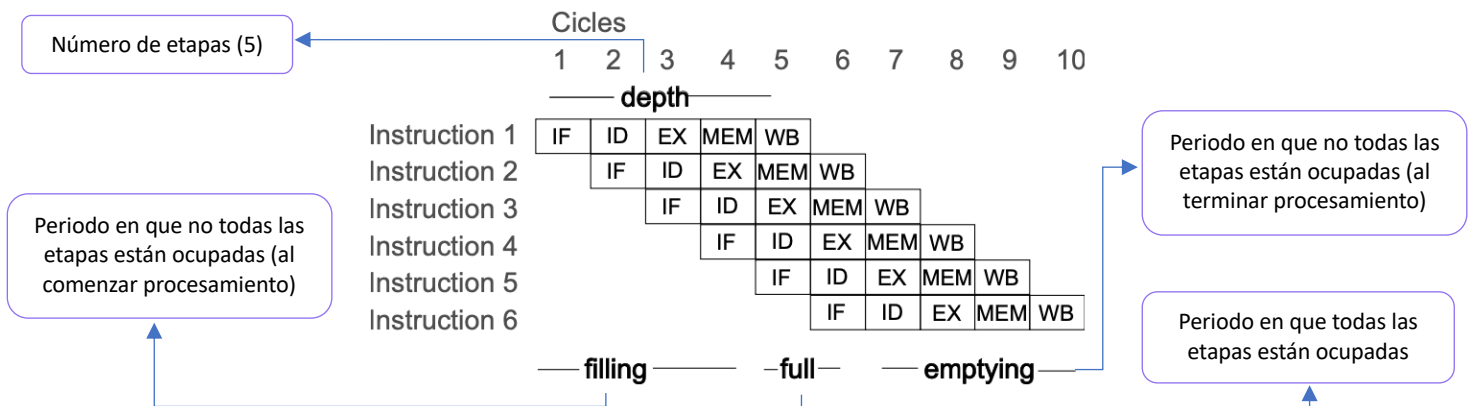 Cicles
Número de etapas (5)
1 2 3 4 5 6 7 8 9 10
depth
Instruction 1 IF ID EX MEM WB
Instruction 2 IF ID EX MEM WB
Instruction 3 IF ID EX MEM WB
Instruction 4 IF ID EX MEM WB
Instruction 5 IF ID EX MEM WB
Instruction 6 IF ID EX MEM WB
Periodo en que no todas las
etapas están ocupadas (al
terminar procesamiento)
Periodo en que no todas las
etapas están ocupadas (al
comenzar procesamiento)
Periodo en que todas las
etapas están ocupadas
filling full emptying